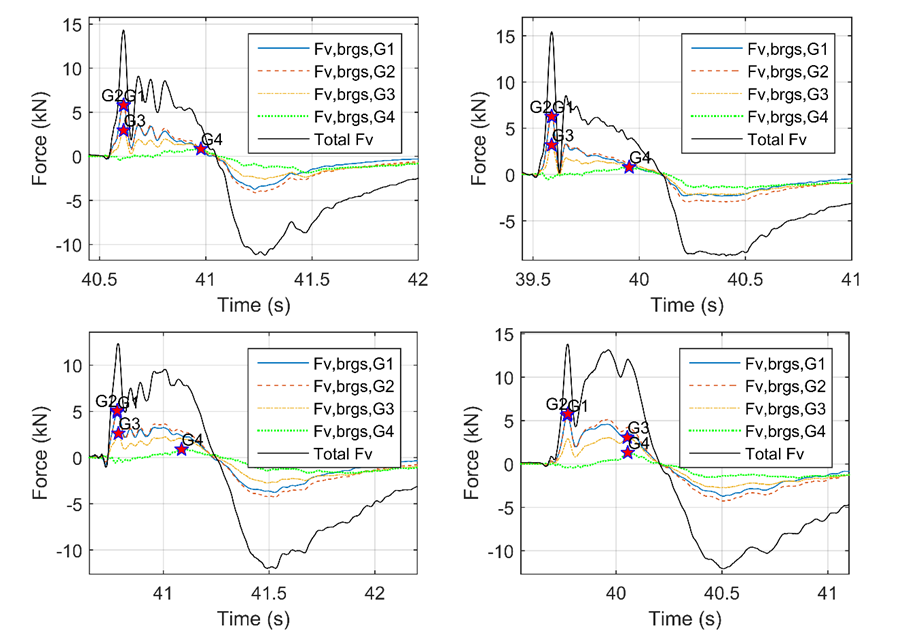 15
10
5
0
-5
-10
Force (kN)
40.5
41
41.5
42
Time (s)
Fv,brgs,G1
Fv,brgs,G2
Fv,brgs,G3
Fv,brgs,G4
Total Fv
G2G1
G3
G4
15
10
5
0
-5
Force (kN)
39.5
40
40.5
41
Time (s)
Fv,brgs,G1
Fv,brgs,G2
Fv,brgs,G3
Fv,brgs,G4
Total Fv
G2G1
G3
G4
10
5
0
-5
-10
Force (kN)
41
41.5
42
Time (s)
Fv,brgs,G1
Fv,brgs,G2
Fv,brgs,G3
Fv,brgs,G4
Total Fv
G2G1
G3
G4
15
10
5
0
-5
-10
Force (kN)
40
40.5
41
Time (s)
Fv,brgs,G1
Fv,brgs,G2
Fv,brgs,G3
Fv,brgs,G4
Total Fv
G2G1
G3
G4